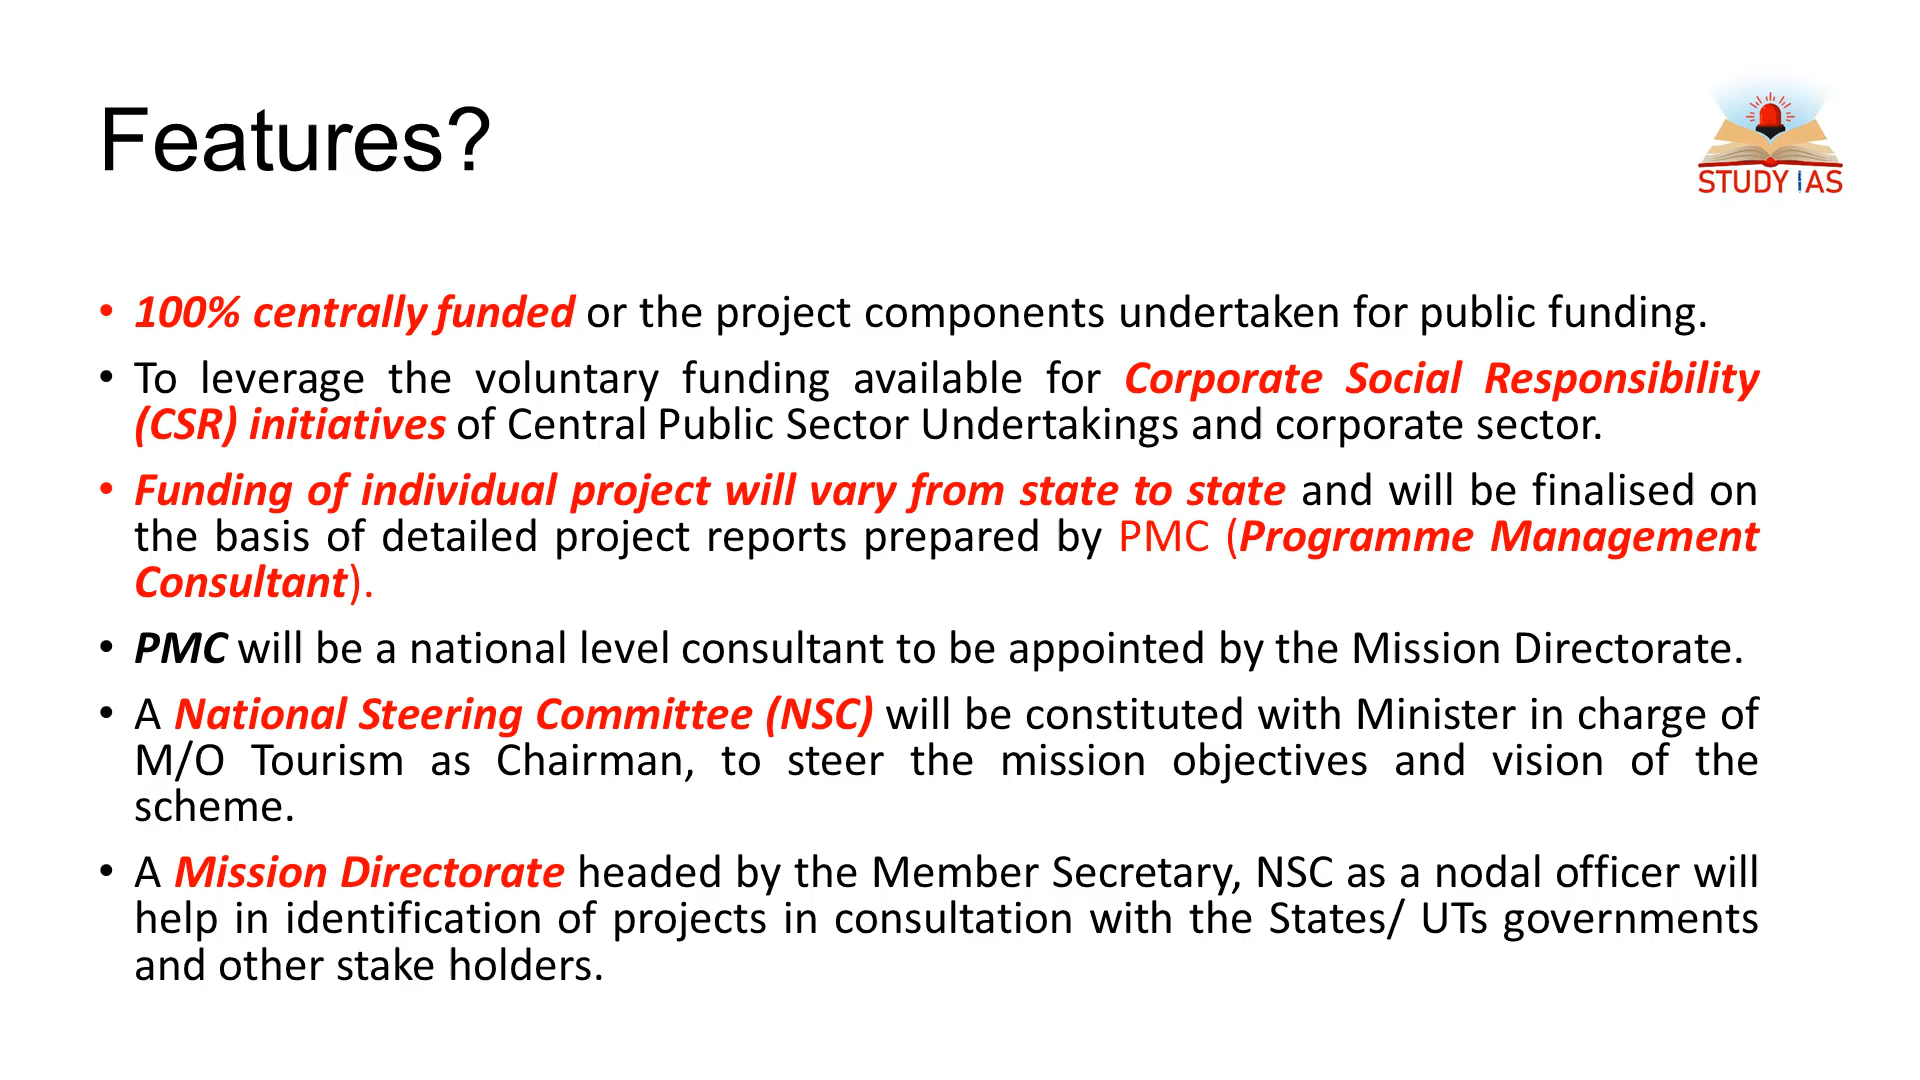 Features?
STUDY IAS
• 100% centrally funded or the project components undertaken for public funding.
• To leverage the voluntary funding available for Corporate Social Responsibility
(CSR) initiatives of Central Public Sector Undertakings and corporate sector.
• Funding of individual project will vary from state to state and will be finalised on
the basis of detailed project reports prepared by PMC (Programme Management
Consultant).
• PMC will be a national level consultant to be appointed by the Mission Directorate.
• A National Steering Committee (NSC) will be constituted with Minister in charge of
M/O Tourism as Chairman, to steer the mission objectives and vision of the
scheme.
• A Mission Directorate headed by the Member Secretary, NSC as a nodal officer will
help in identification of projects in consultation with the States/ UTs governments
and other stake holders.